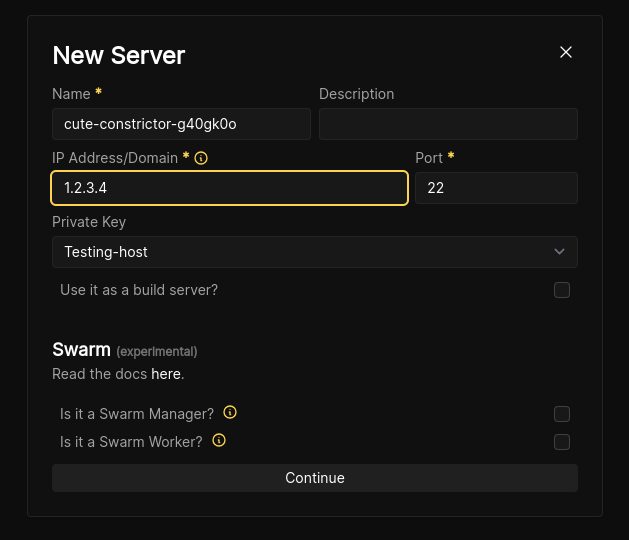 New Server
Name * Description
cute-constrictor-g40gk0o
IP Address/Domain * Port *
1.2.3.4 22
Private Key
Testing-host
Use it as a build server?
Swarm (experimental)
Read the docs here.
Is it a Swarm Manager?
Is it a Swarm Worker?
Continue